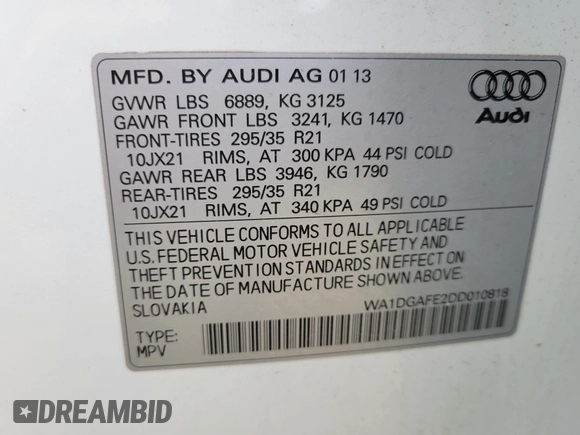 MFD. BY AUDI AG 01 13
GVWR LBS 6889, KG 3125
GAWR FRONT LBS 3241, KG 1470
FRONT-TIRES 295/35 R21
10JX21 RIMS, AT 300 KPA 44 PSI COLD
GAWR REAR LBS 3946, KG 1790
REAR-TIRES 295/35 R21
10JX21 RIMS, AT 340 KPA 49 PSI COLD
Audi
THIS VEHICLE CONFORMS TO ALL APPLICABLE
U.S. FEDERAL MOTOR VEHICLE SAFETY AND
THEFT PREVENTION STANDARDS IN EFFECT ON
THE DATE OF MANUFACTURE SHOWN ABOVE.
SLOVAKIA
WA1DGAFE2DD010818
TYPE:
MPV
DREAMBID